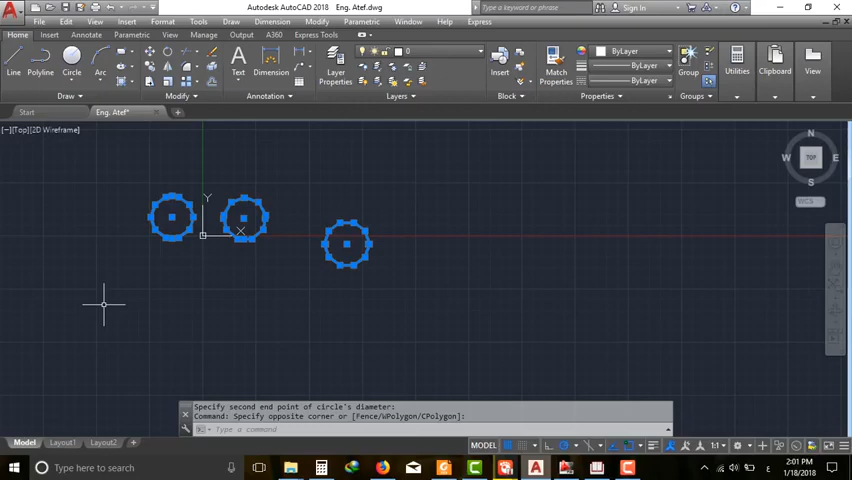 Autodesk AutoCAD 2018 Eng. Atef.dwg
Type a keyword or phrase
Sign In
File Edit View Insert Format Tools Draw Dimension Modify Parametric Window Help Express
Home Insert Annotate Parametric View Manage Output A360 Express Tools
0
ByLayer
ByLayer
ByLayer
Line Polyline Circle Arc Text Dimension Layer Properties Insert Match Properties Group Utilities Clipboard View
Draw Modify Annotation Layers Block Properties Groups
Start Eng. Atef*
[−][Top][2D Wireframe]
N
W TOP E
S
WCS
Y
X
Specify second end point of circle's diameter:
Command: Specify opposite corner or [Fence/WPolygon/CPolygon]:
Type a command
Model Layout1 Layout2 +
MODEL 1:1
Type here to search
ع 2:01 PM
1/18/2018